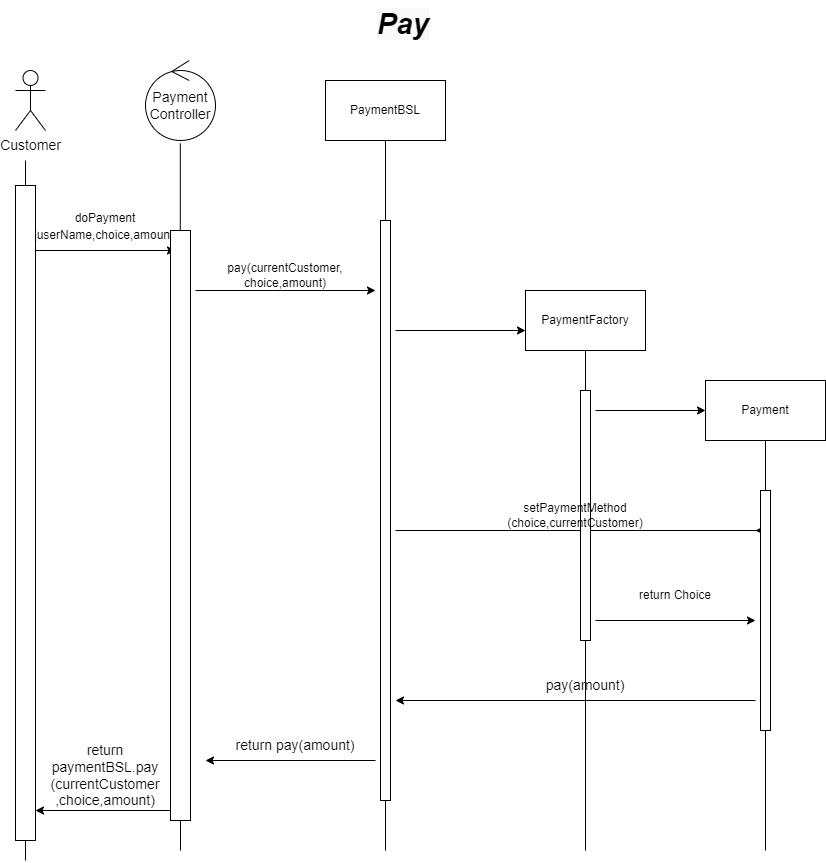 Pay
Payment
Controller
PaymentBSL
Customer
doPayment
userName,choice,amoun
pay(currentCustomer,
choice,amount)
PaymentFactory
Payment
setPaymentMethod
(choice,currentCustomer)
return Choice
pay(amount)
return pay(amount)
return
paymentBSL.pay
(currentCustomer
,choice,amount)